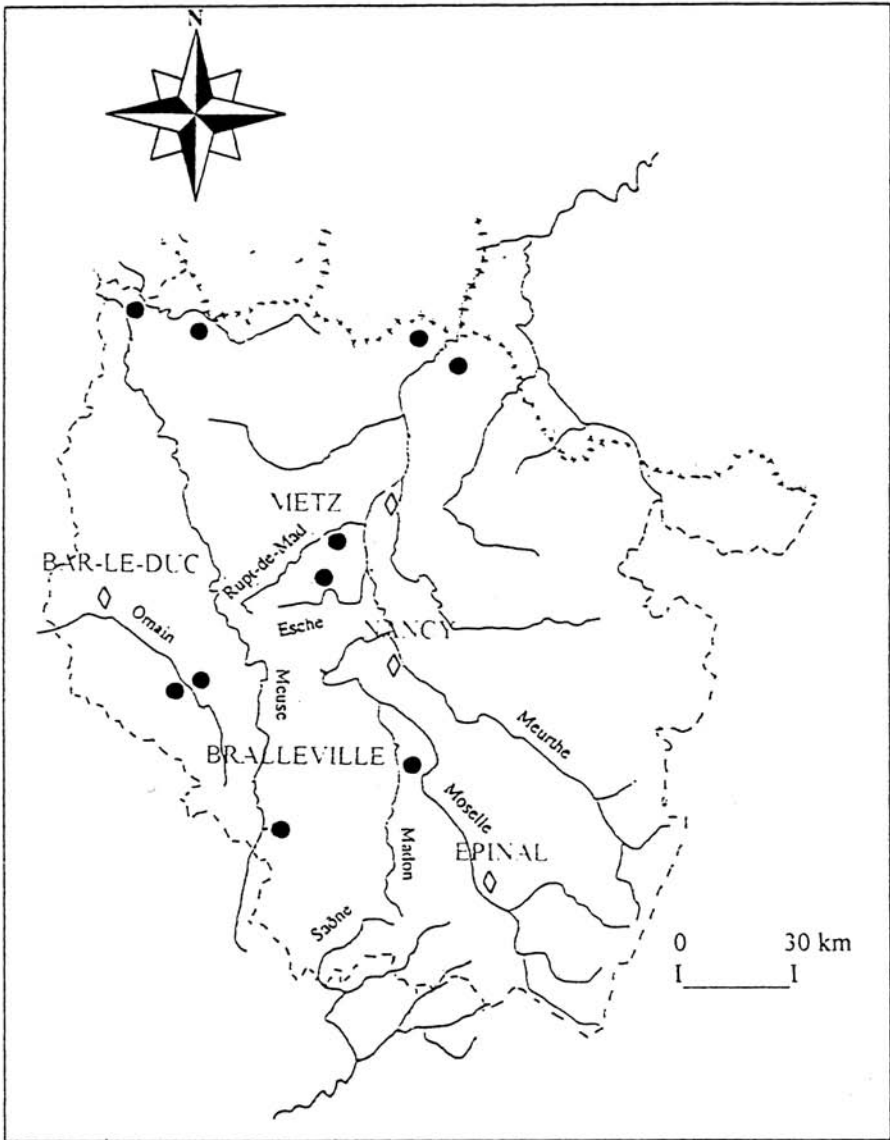 N
METZ
Rupt-de-Mad
BAR-LE-DUC
Ornain
Esche
NANCY
Meuse
Meurthe
BRALLEVILLE
Moselle
Madon
EPINAL
Saône
0 30 km